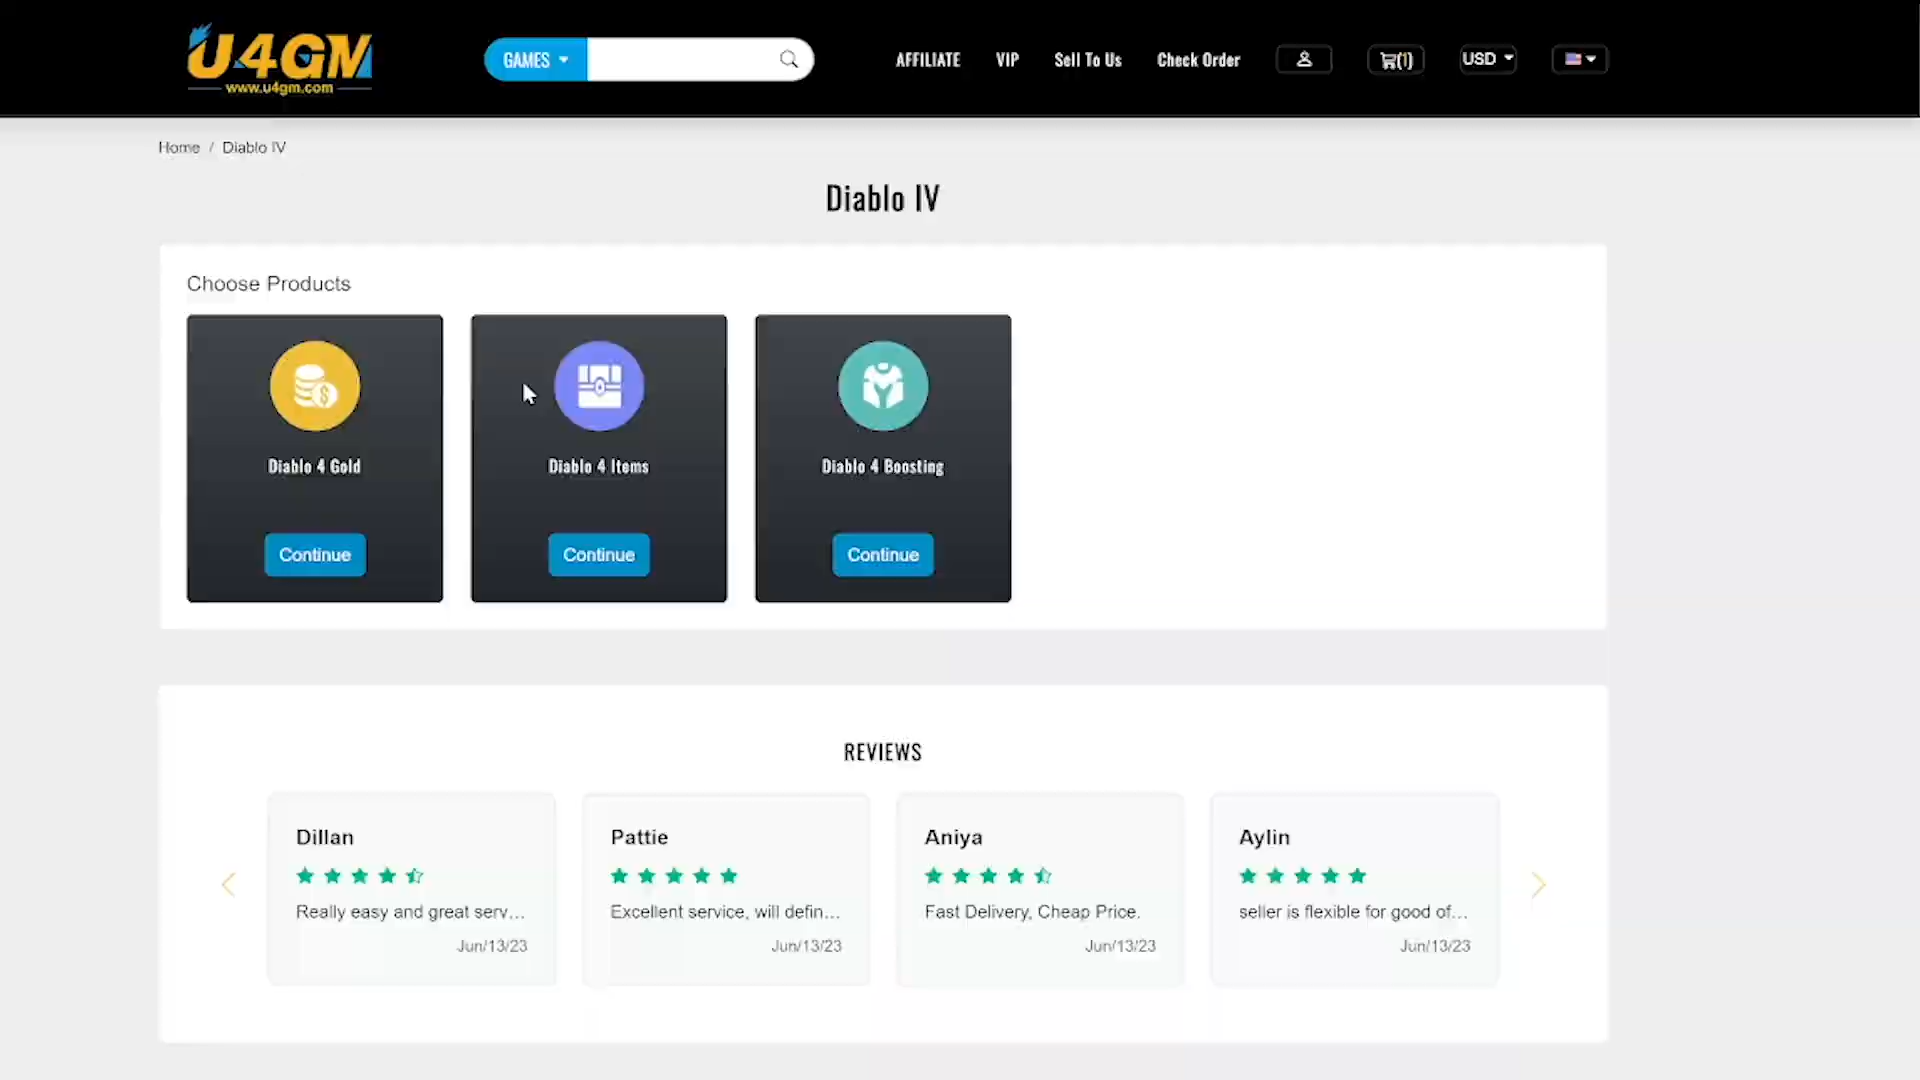 U4GM
www.u4gm.com
GAMES
AFFILIATE
VIP
Sell To Us
Check Order
(1)
USD
Home / Diablo IV
Diablo IV
Choose Products
Diablo 4 Gold
Diablo 4 Items
Diablo 4 Boosting
Continue
Continue
Continue
REVIEWS
Dillan
Pattie
Aniya
Aylin
Really easy and great serv...
Excellent service, will defin...
Fast Delivery, Cheap Price.
seller is flexible for good of...
Jun/13/23
Jun/13/23
Jun/13/23
Jun/13/23